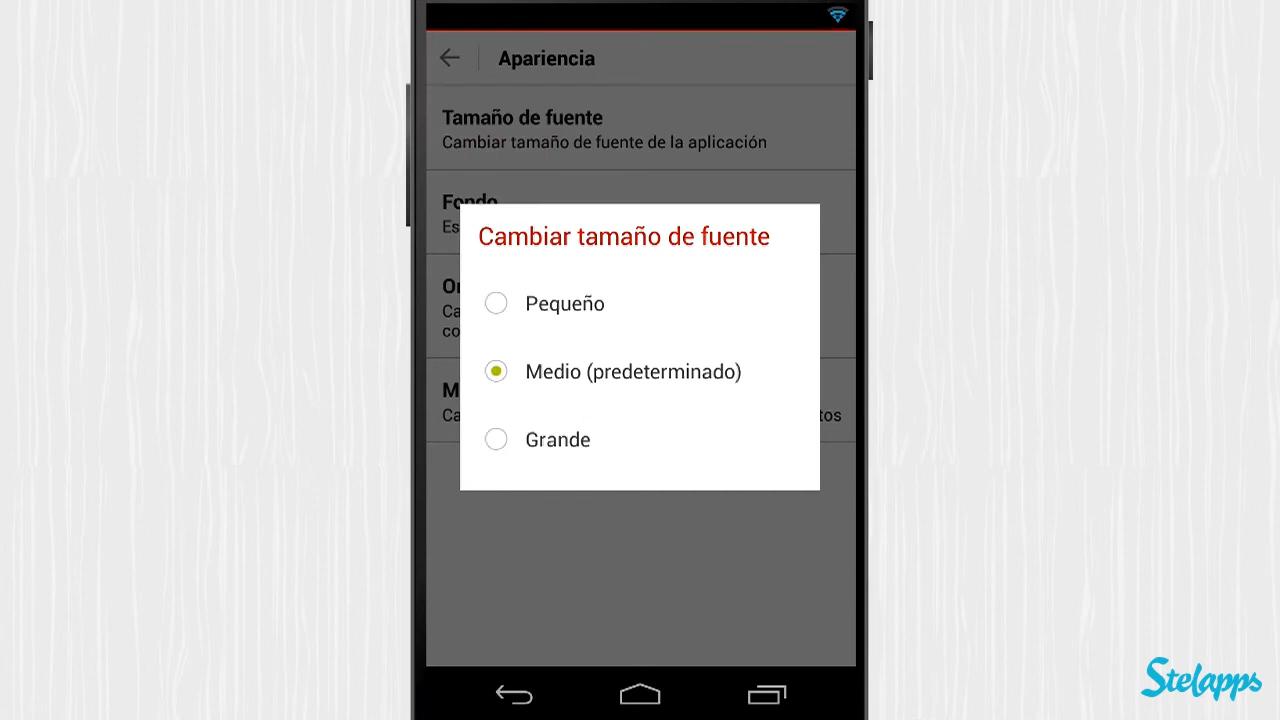 Apariencia
Tamaño de fuente
Cambiar tamaño de fuente de la aplicación
Cambiar tamaño de fuente
Pequeño
Medio (predeterminado)
Grande
Stelapps